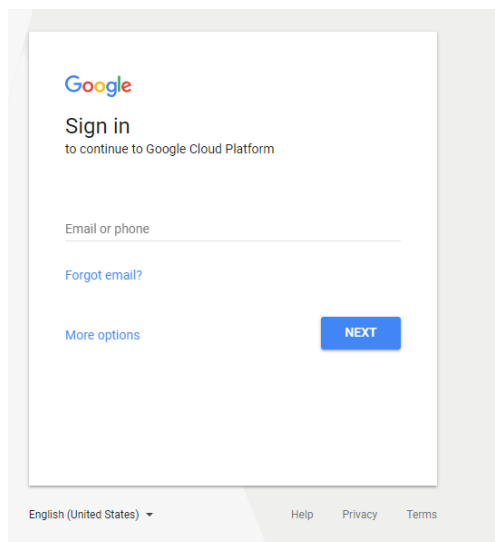 Google
Sign in
to continue to Google Cloud Platform
Email or phone
Forgot email?
More options
NEXT
English (United States)
Help Privacy Terms